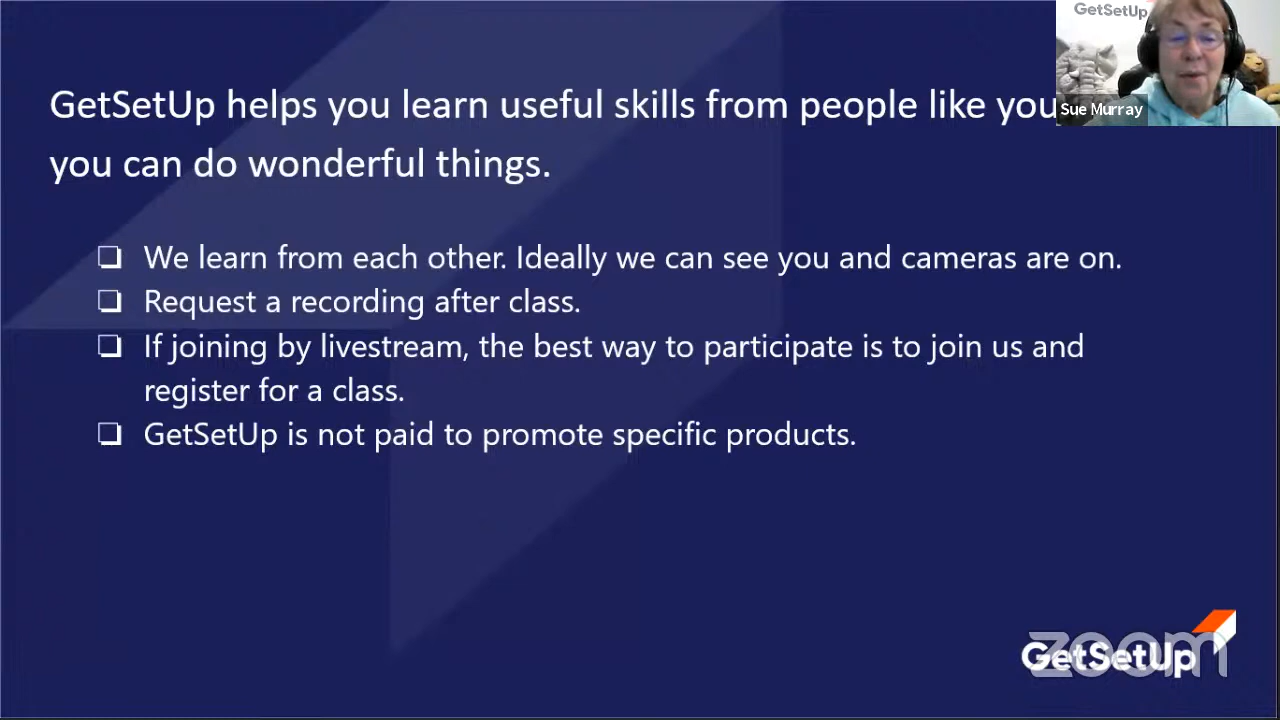 GetSetUp
Sue Murray
GetSetUp helps you learn useful skills from people like you
you can do wonderful things.
❏ We learn from each other. Ideally we can see you and cameras are on.
❏ Request a recording after class.
❏ If joining by livestream, the best way to participate is to join us and
register for a class.
❏ GetSetUp is not paid to promote specific products.
zoom
GetSetUp